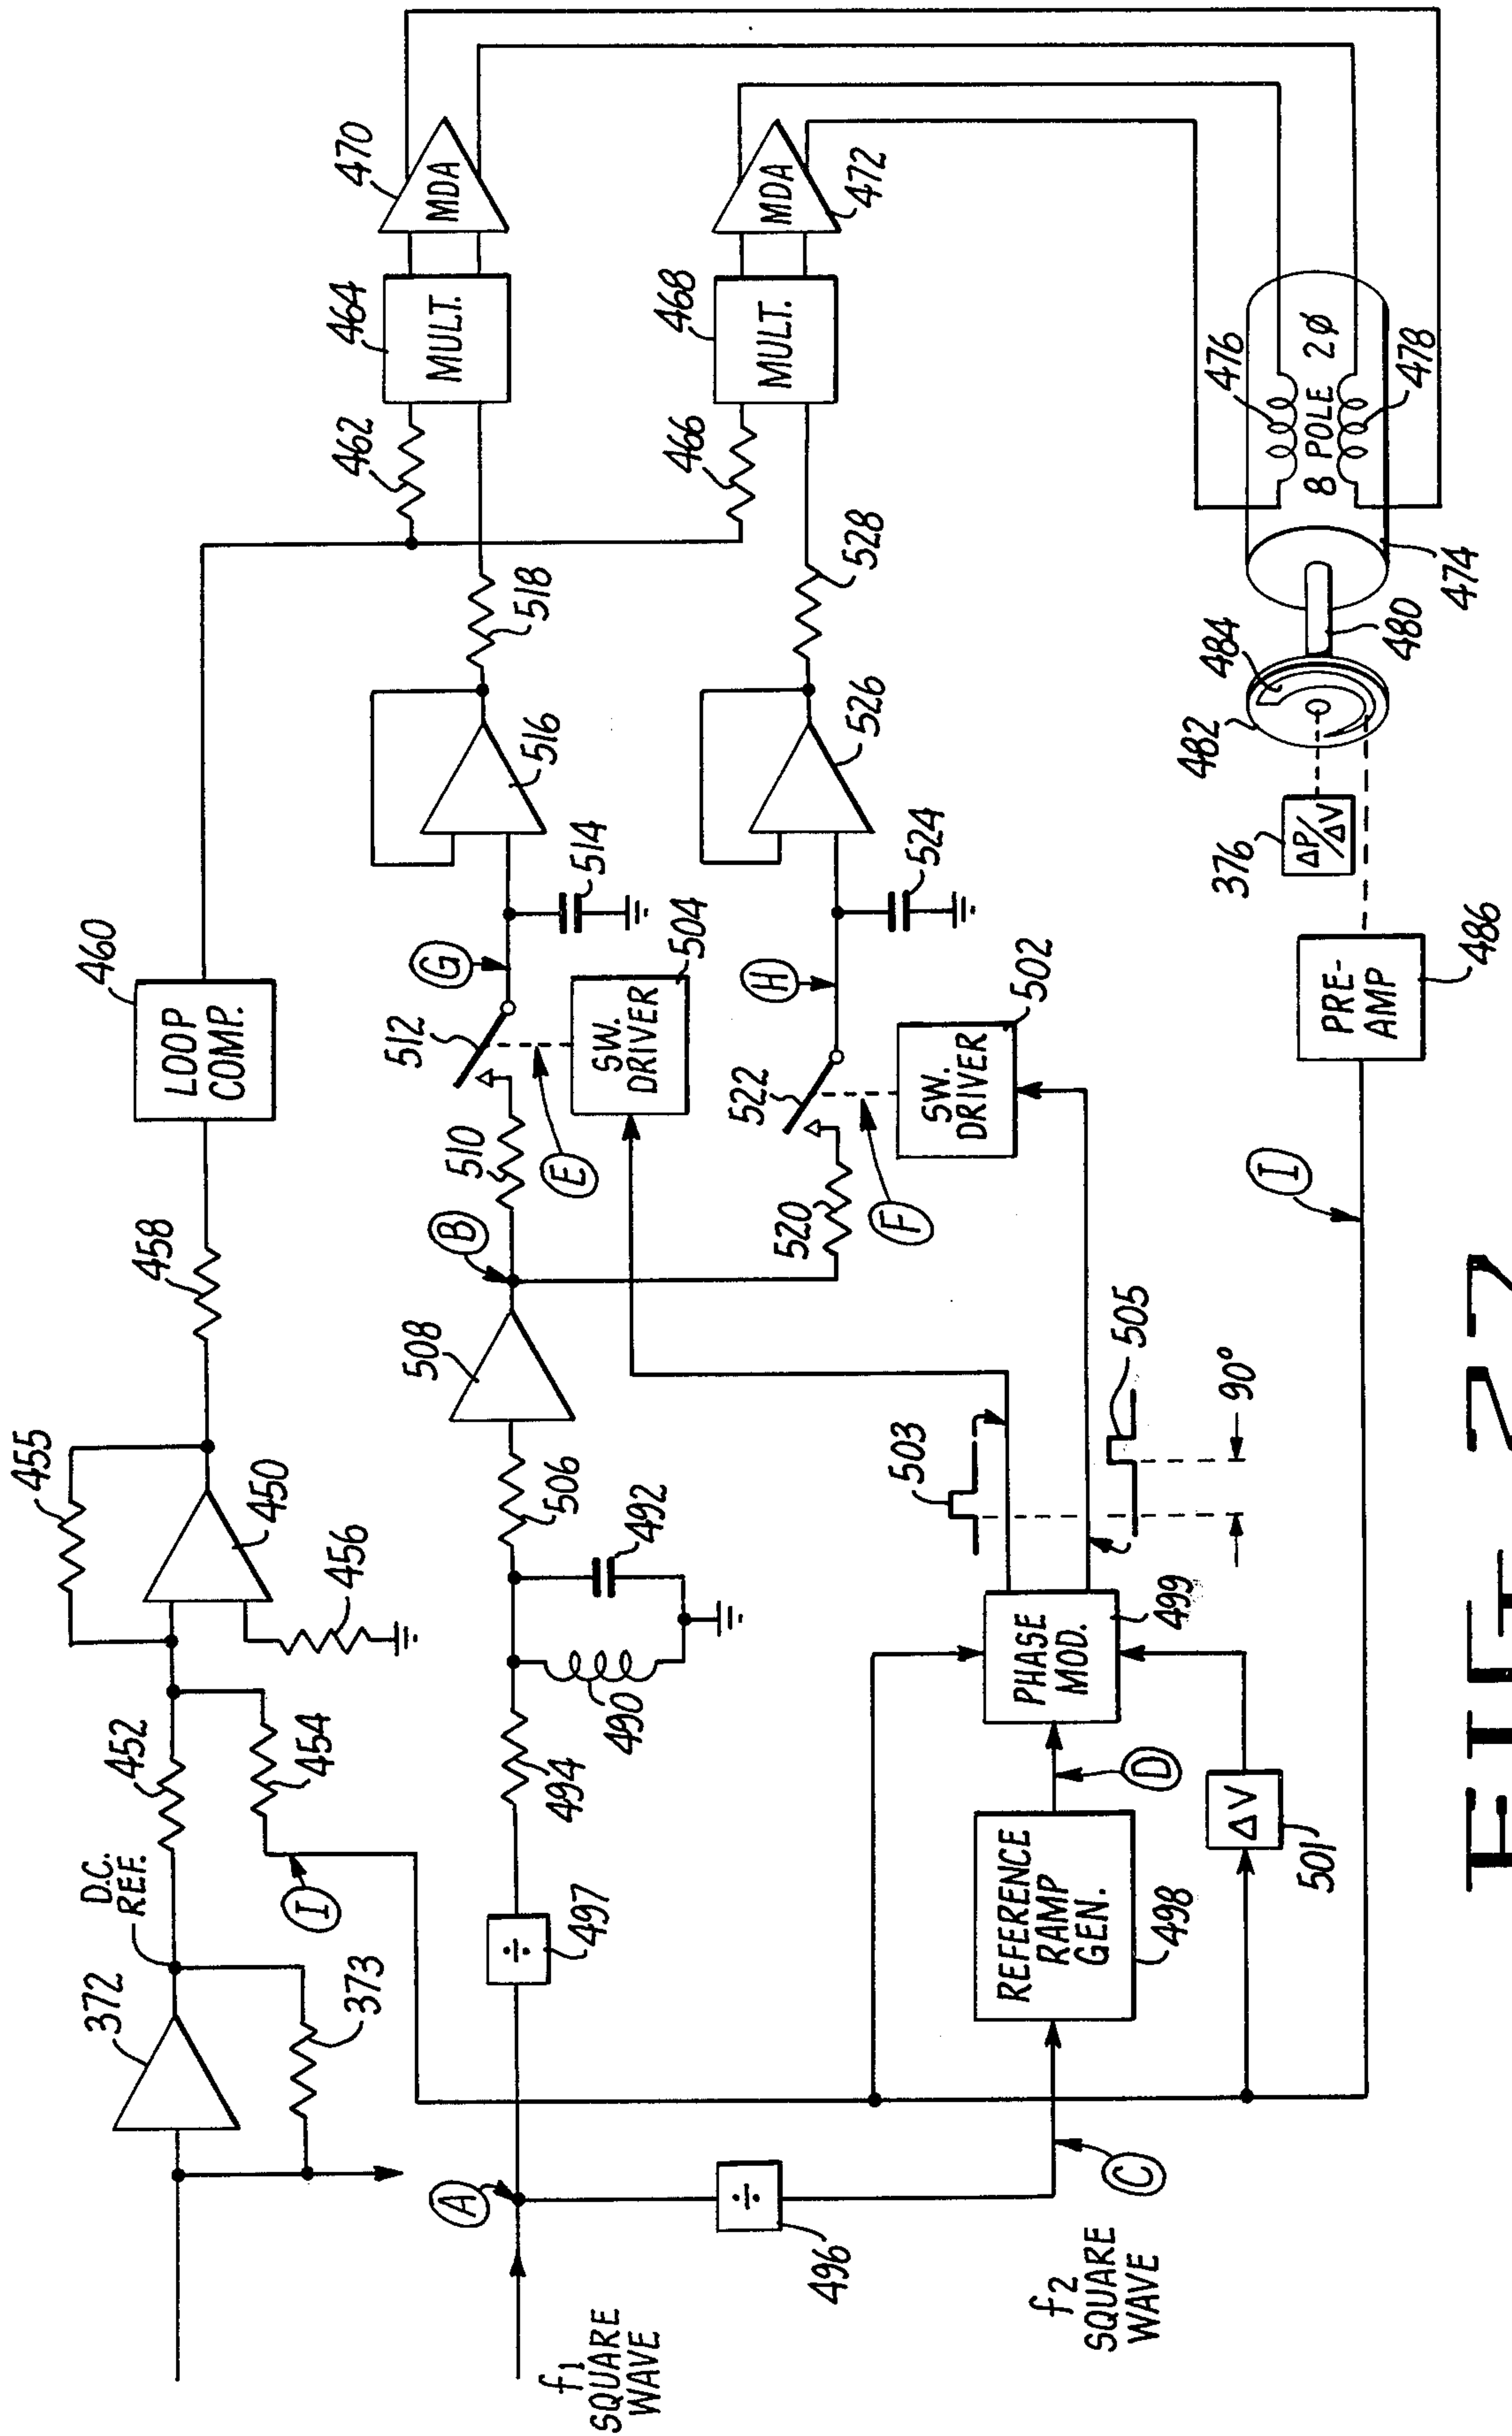 372
D.C.
REF.
373
452
454
I
455
450
456
458
460
LOOP
COMP.
462
464
MULT.
470
MDA
466
468
MULT.
MDA
472
f1
SQUARE
WAVE
A
÷
497
494
490
492
506
508
B
510
512
G
514
516
518
E
SW.
DRIVER
504
520
522
H
524
526
528
F
SW.
DRIVER
502
÷
496
f2
SQUARE
WAVE
C
REFERENCE
RAMP
GEN.
498
D
PHASE
MOD.
499
ΔV
501
503
505
90°
I
PRE-
AMP
486
376
ΔP/
ΔV
482
484
480
474
476
8 POLE 2Ø
478